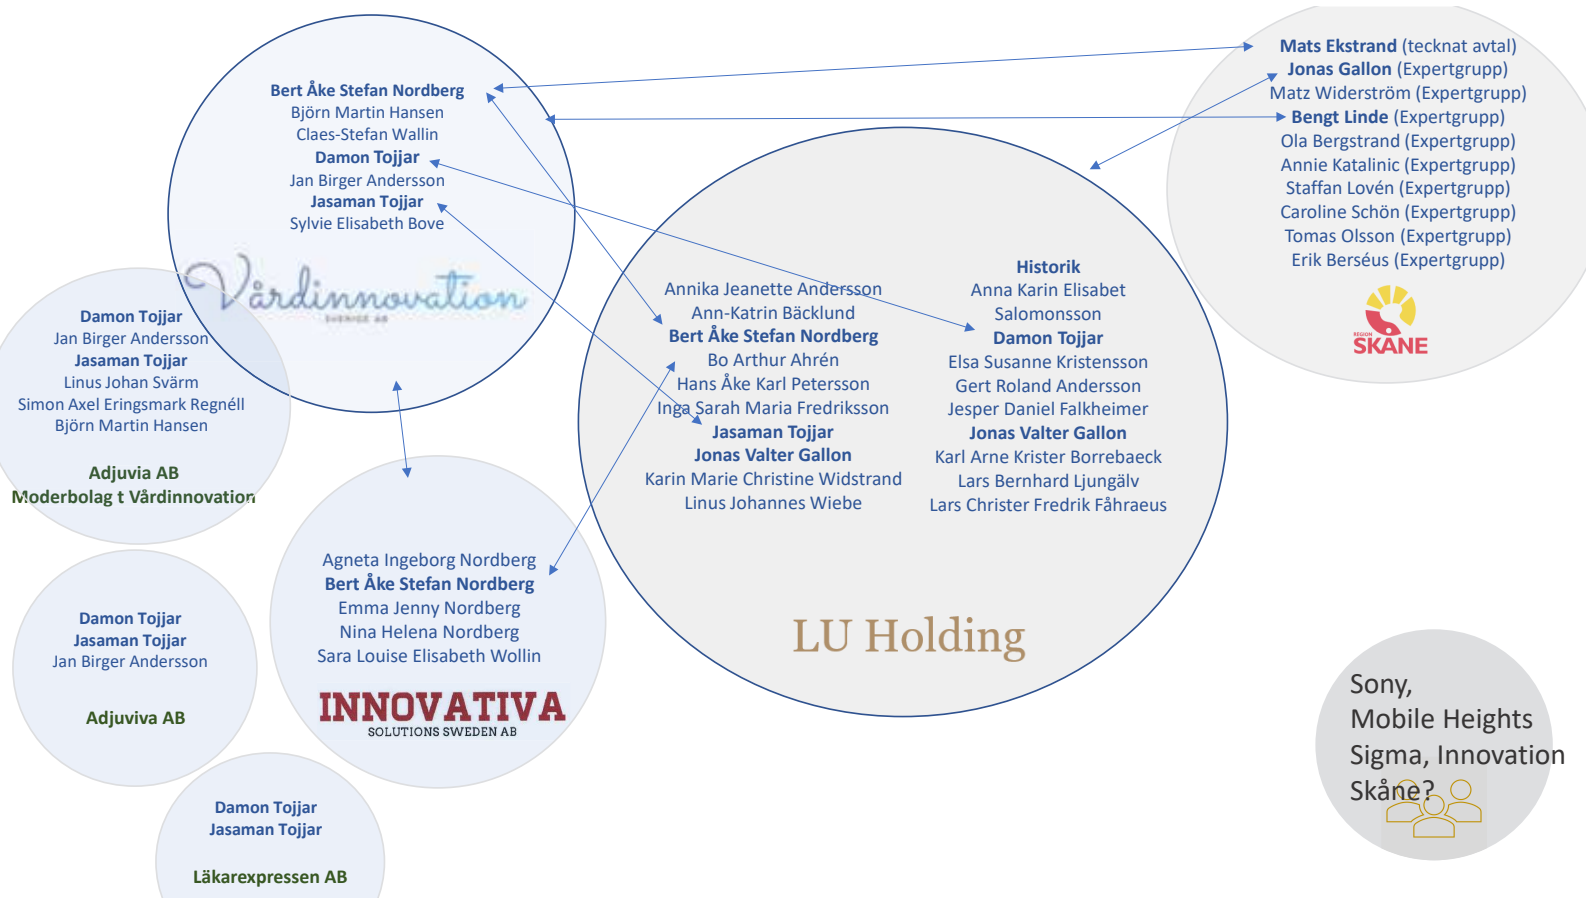 Bert Åke Stefan Nordberg
Björn Martin Hansen
Claes-Stefan Wallin
Damon Tojjar
Jan Birger Andersson
Jasaman Tojjar
Sylvie Elisabeth Bove
Vårdinnovation
SVERIGE AB
Mats Ekstrand (tecknat avtal)
Jonas Gallon (Expertgrupp)
Matz Widerström (Expertgrupp)
Bengt Linde (Expertgrupp)
Ola Bergstrand (Expertgrupp)
Annie Katalinic (Expertgrupp)
Staffan Lovén (Expertgrupp)
Caroline Schön (Expertgrupp)
Tomas Olsson (Expertgrupp)
Erik Berséus (Expertgrupp)
REGION
SKÅNE
Damon Tojjar
Jan Birger Andersson
Jasaman Tojjar
Linus Johan Svärm
Simon Axel Eringsmark Regnéll
Björn Martin Hansen
Adjuvia AB
Moderbolag t Vårdinnovation
Annika Jeanette Andersson
Ann-Katrin Bäcklund
Bert Åke Stefan Nordberg
Bo Arthur Ahrén
Hans Åke Karl Petersson
Inga Sarah Maria Fredriksson
Jasaman Tojjar
Jonas Valter Gallon
Karin Marie Christine Widstrand
Linus Johannes Wiebe
Historik
Anna Karin Elisabet
Salomonsson
Damon Tojjar
Elsa Susanne Kristensson
Gert Roland Andersson
Jesper Daniel Falkheimer
Jonas Valter Gallon
Karl Arne Krister Borrebaeck
Lars Bernhard Ljungälv
Lars Christer Fredrik Fåhraeus
LU Holding
Agneta Ingeborg Nordberg
Bert Åke Stefan Nordberg
Emma Jenny Nordberg
Nina Helena Nordberg
Sara Louise Elisabeth Wollin
INNOVATIVA
SOLUTIONS SWEDEN AB
Damon Tojjar
Jasaman Tojjar
Jan Birger Andersson
Adjuviva AB
Damon Tojjar
Jasaman Tojjar
Läkarexpressen AB
Sony,
Mobile Heights
Sigma, Innovation
Skåne?